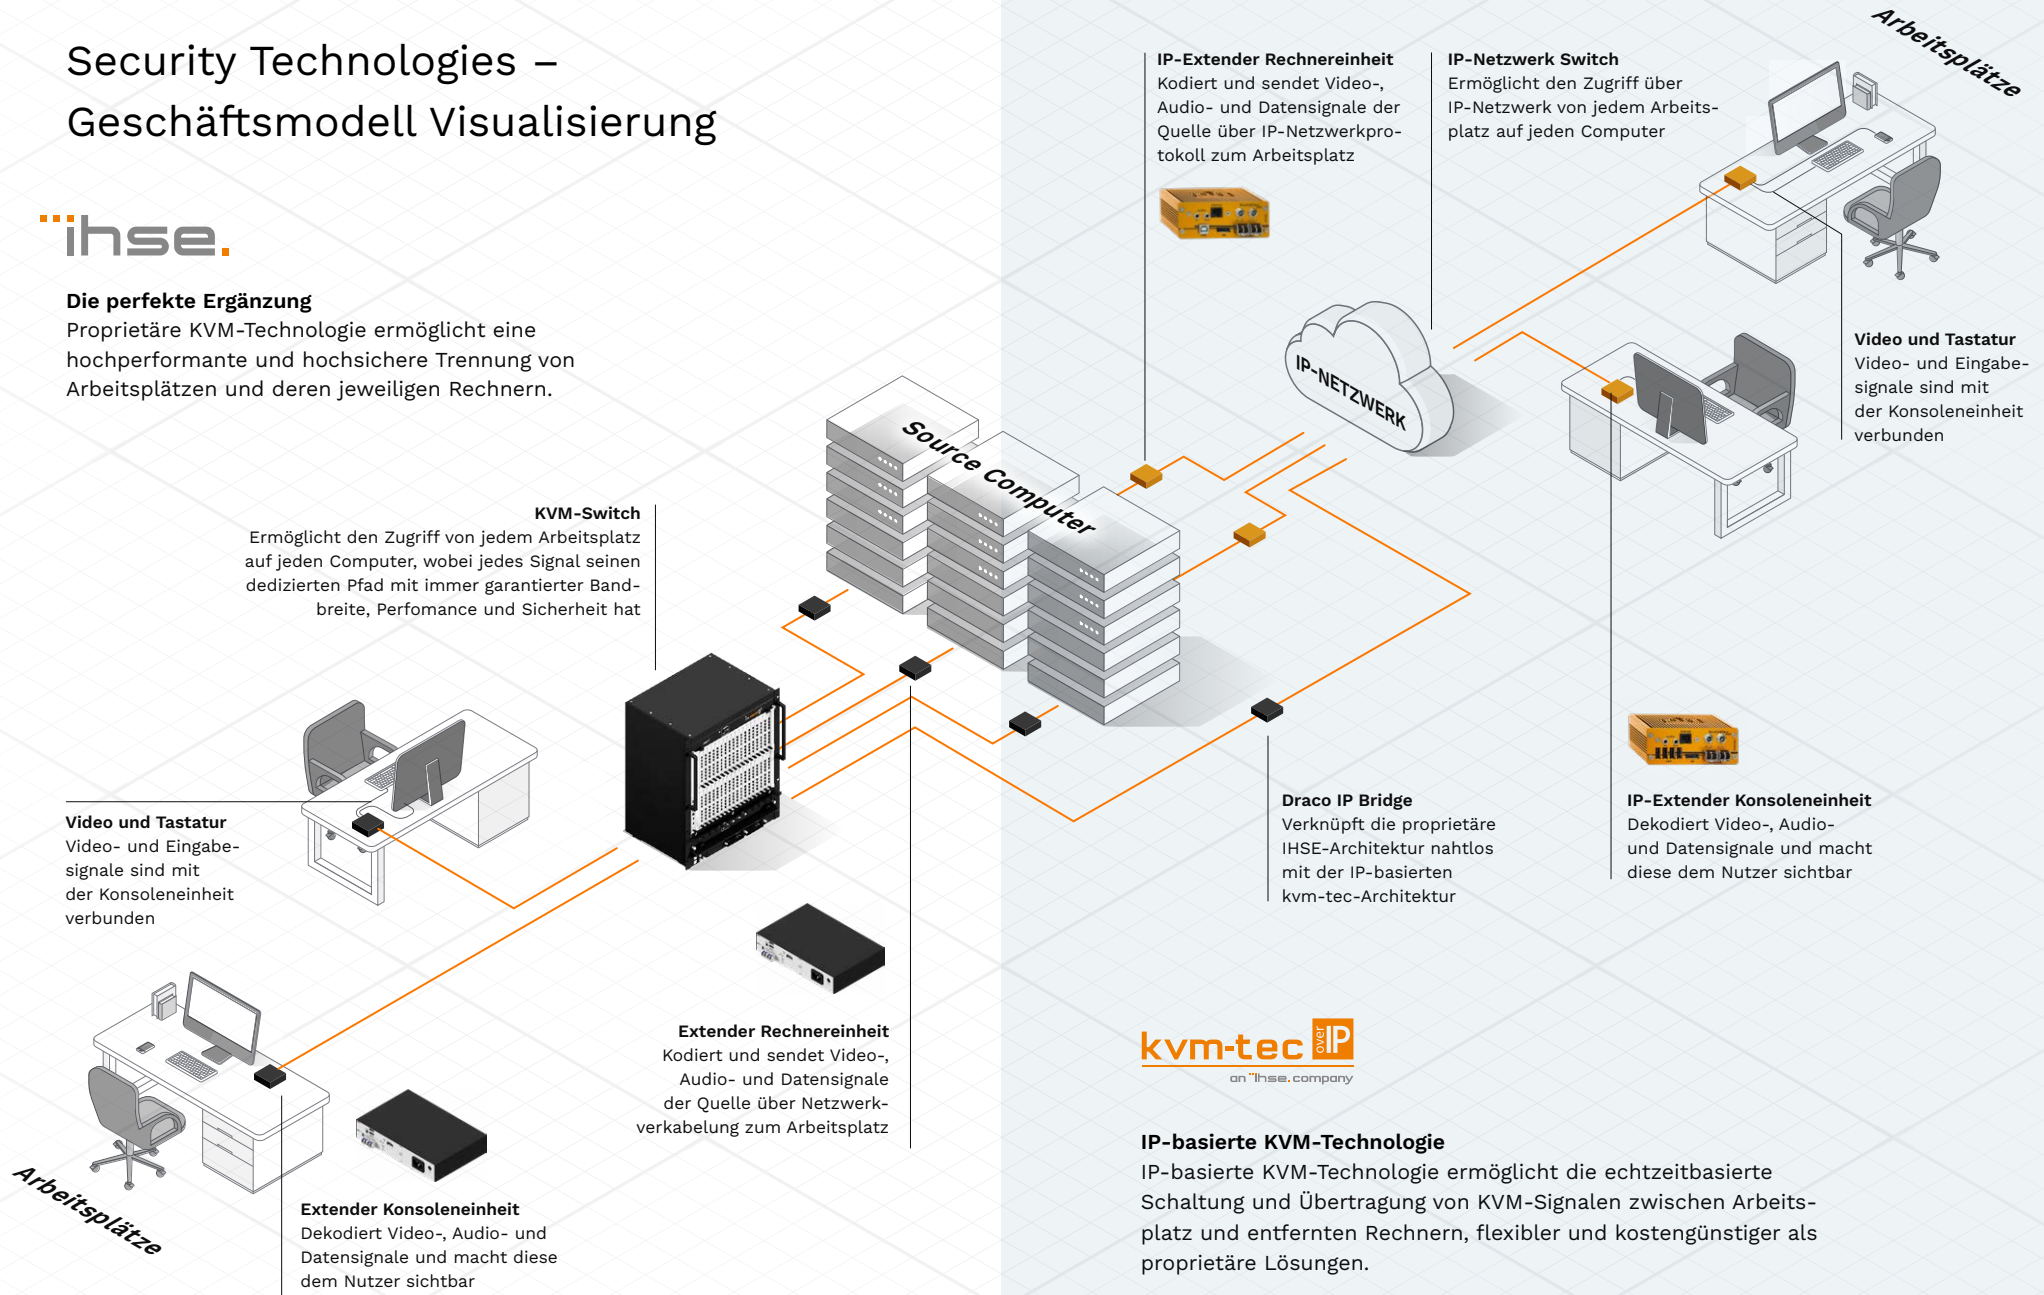 Security Technologies –
Geschäftsmodell Visualisierung
ihse.
Die perfekte Ergänzung
Proprietäre KVM-Technologie ermöglicht eine
hochperformante und hochsichere Trennung von
Arbeitsplätzen und deren jeweiligen Rechnern.
KVM-Switch
Ermöglicht den Zugriff von jedem Arbeitsplatz
auf jeden Computer, wobei jedes Signal seinen
dedizierten Pfad mit immer garantierter Band-
breite, Perfomance und Sicherheit hat
Video und Tastatur
Video- und Eingabe-
signale sind mit
der Konsoleneinheit
verbunden
Arbeitsplätze
Extender Konsoleneinheit
Dekodiert Video-, Audio- und
Datensignale und macht diese
dem Nutzer sichtbar
Extender Rechnereinheit
Kodiert und sendet Video-,
Audio- und Datensignale
der Quelle über Netzwerk-
verkabelung zum Arbeitsplatz
Source Computer
IP-Extender Rechnereinheit
Kodiert und sendet Video-,
Audio- und Datensignale der
Quelle über IP-Netzwerkpro-
tokoll zum Arbeitsplatz
IP-Netzwerk Switch
Ermöglicht den Zugriff über
IP-Netzwerk von jedem Arbeits-
platz auf jeden Computer
Arbeitsplätze
IP-NETZWERK
Video und Tastatur
Video- und Eingabe-
signale sind mit
der Konsoleneinheit
verbunden
Draco IP Bridge
Verknüpft die proprietäre
IHSE-Architektur nahtlos
mit der IP-basierten
kvm-tec-Architektur
IP-Extender Konsoleneinheit
Dekodiert Video-, Audio-
und Datensignale und macht
diese dem Nutzer sichtbar
kvm-tec over IP
an ihse. company
IP-basierte KVM-Technologie
IP-basierte KVM-Technologie ermöglicht die echtzeitbasierte
Schaltung und Übertragung von KVM-Signalen zwischen Arbeits-
platz und entfernten Rechnern, flexibler und kostengünstiger als
proprietäre Lösungen.